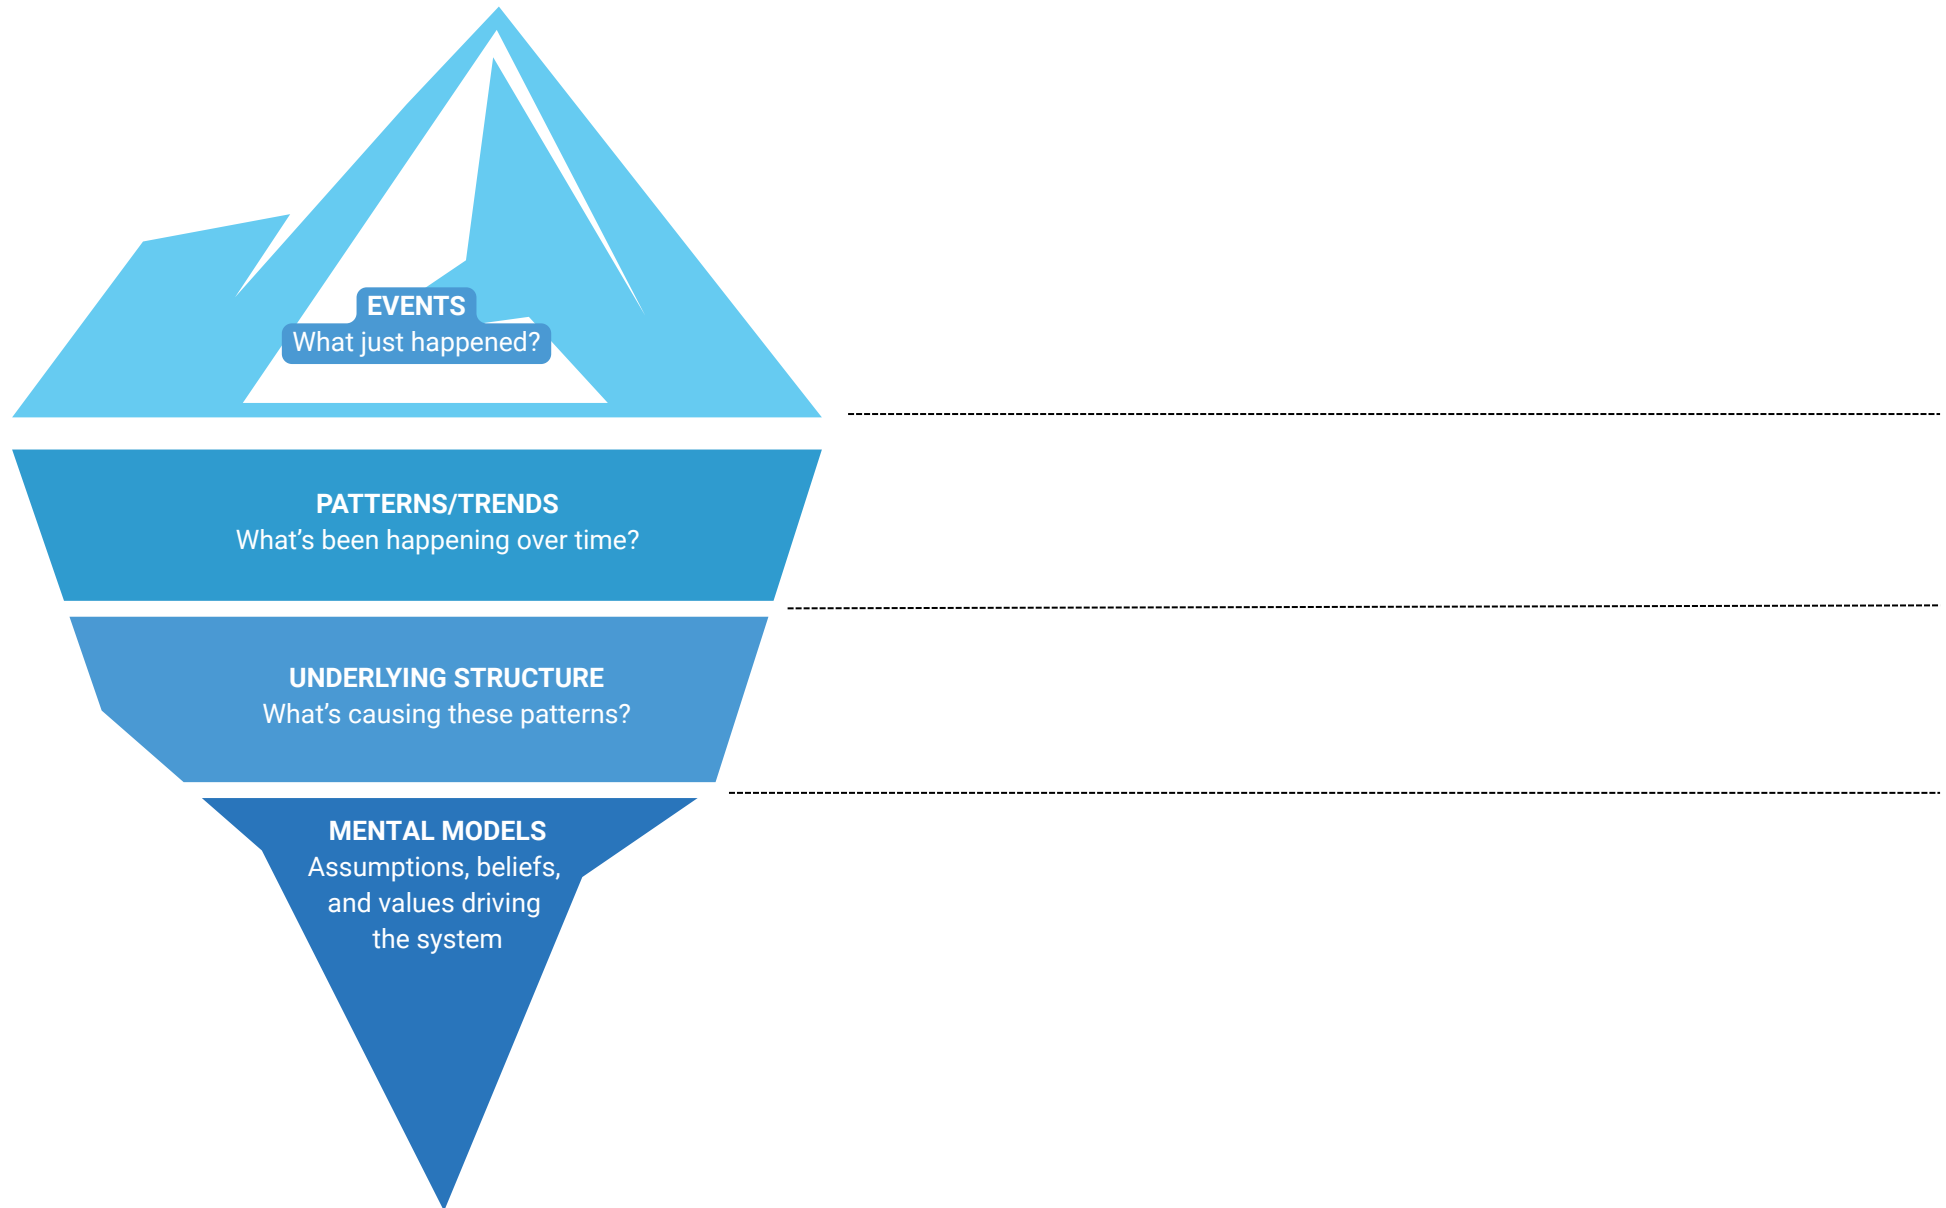 EVENTS
What just happened?
PATTERNS/TRENDS
What’s been happening over time?
UNDERLYING STRUCTURE
What’s causing these patterns?
MENTAL MODELS
Assumptions, beliefs,
and values driving
the system